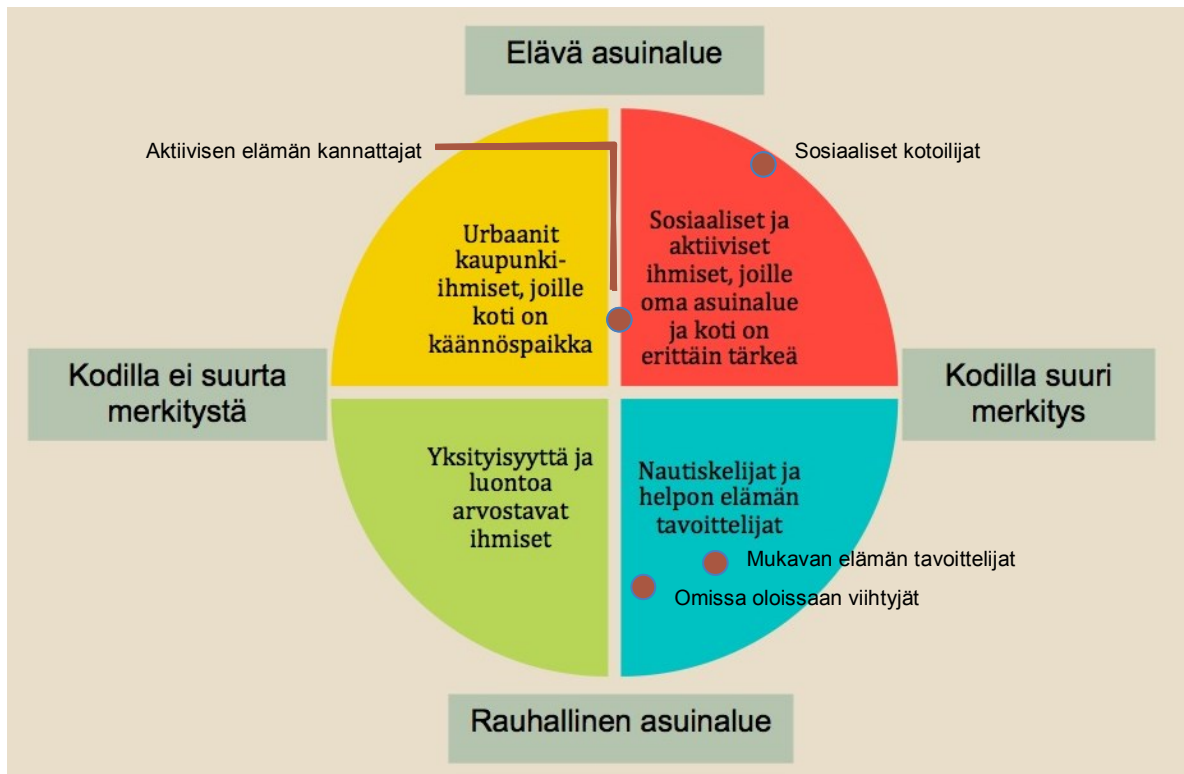 Elävä asuinalue
Aktiivisen elämän kannattajat
Sosiaaliset kotoilijat
Urbaanit
kaupunki-
ihmiset, joille
koti on
käännöspaikka
Sosiaaliset ja
aktiiviset
ihmiset, joille
oma asuinalue
ja koti on
erittäin tärkeä
Kodilla ei suurta
merkitystä
Kodilla suuri
merkitys
Yksityisyyttä ja
luontoa
arvostavat
ihmiset
Nautiskelijat ja
helpon elämän
tavoittelijat
Mukavan elämän tavoittelijat
Omissa oloissaan viihtyjät
Rauhallinen asuinalue